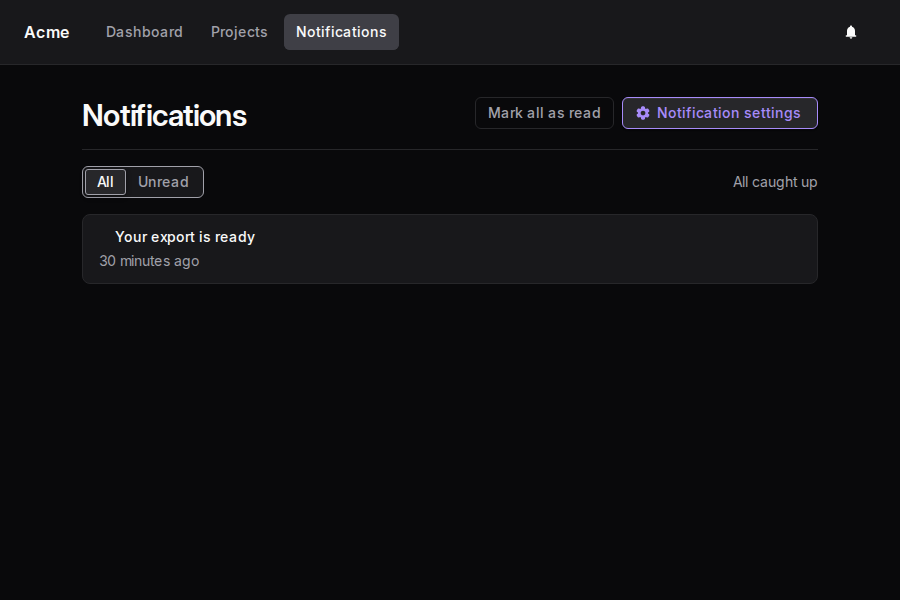 Acme Dashboard Projects Notifications
Notifications
Mark all as read Notification settings
All Unread All caught up
Your export is ready
30 minutes ago